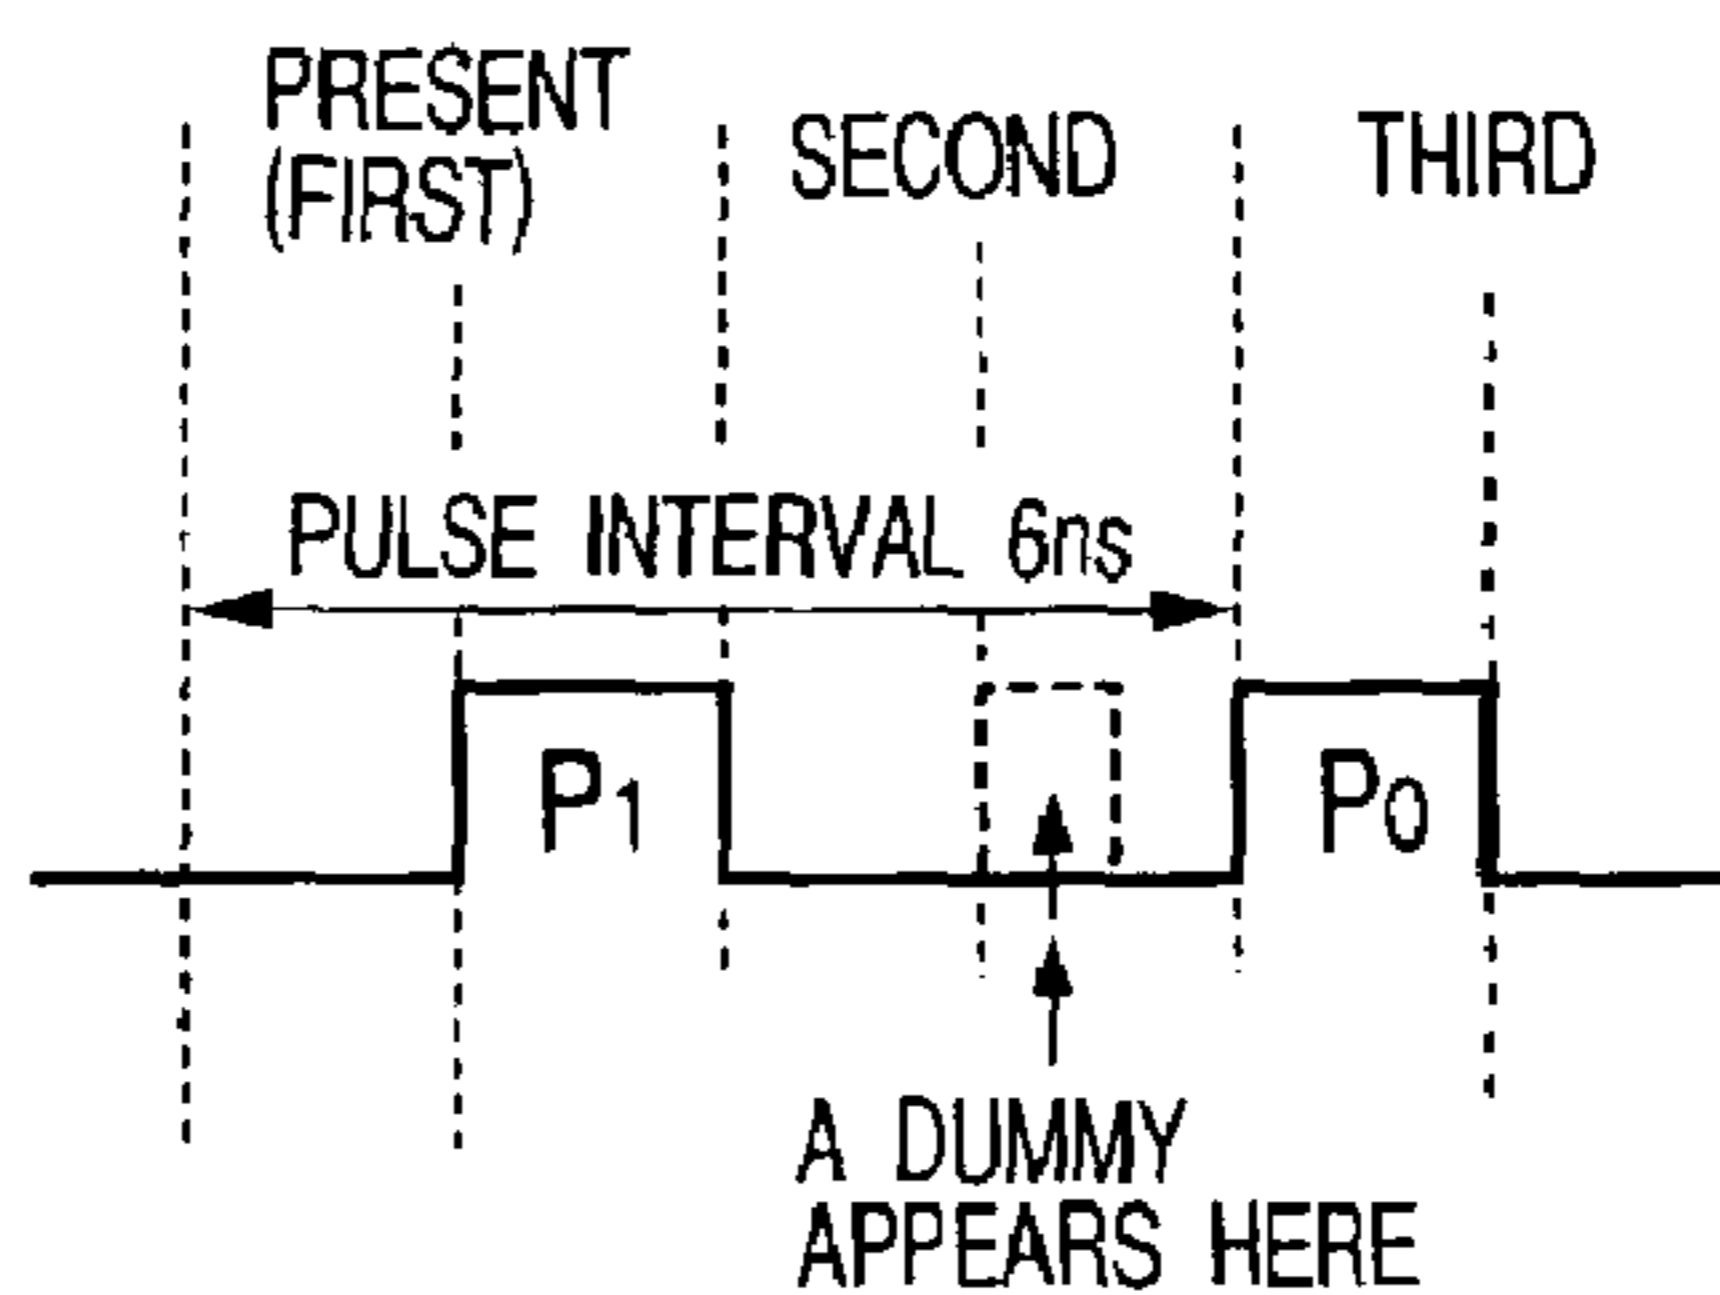 PRESENT
(FIRST)
SECOND
THIRD
PULSE INTERVAL 6ns
P1
P0
A DUMMY
APPEARS HERE